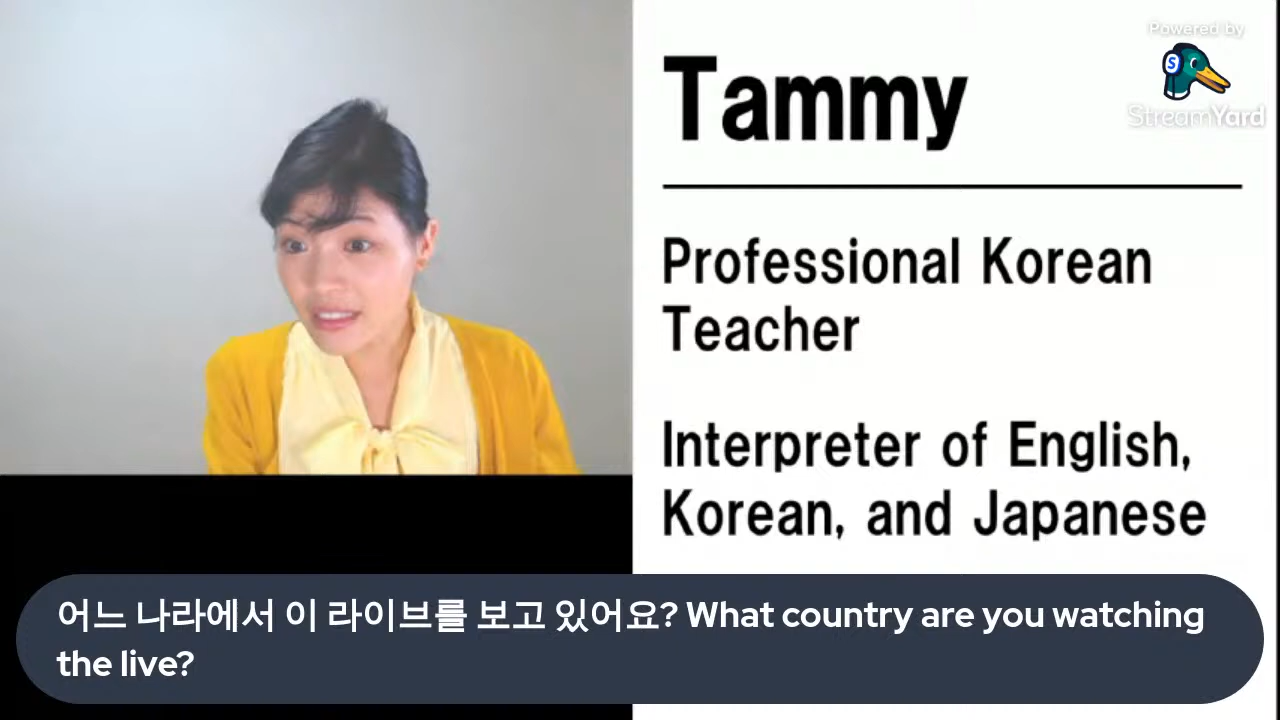 Powered by
S
StreamYard
Tammy
Professional Korean
Teacher
Interpreter of English,
Korean, and Japanese
어느 나라에서 이 라이브를 보고 있어요? What country are you watching
the live?